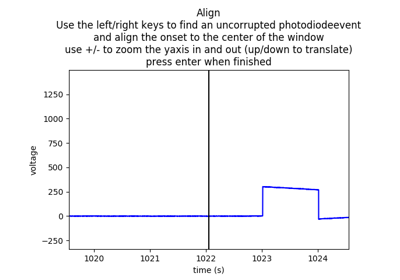 Align
Use the left/right keys to find an uncorrupted photodiodeevent
and align the onset to the center of the window
use +/- to zoom the yaxis in and out (up/down to translate)
press enter when finished
1250
1000
750
500
250
0
−250
voltage
1020
1021
1022
1023
1024
time (s)